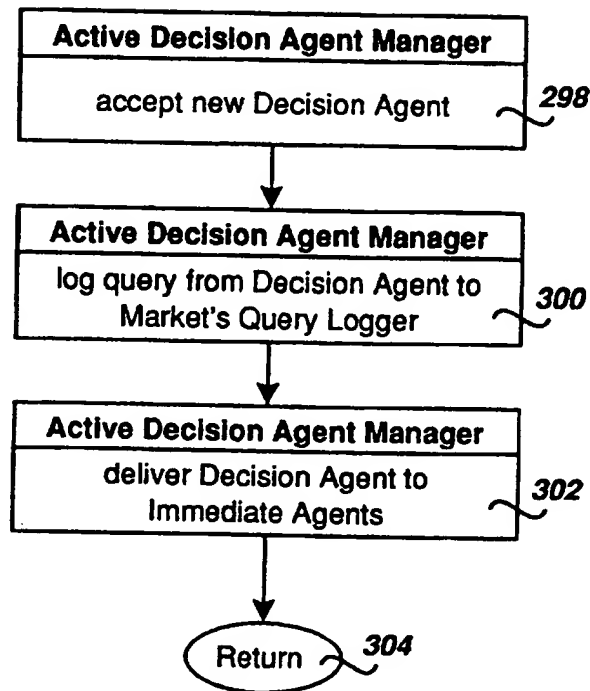 Active Decision Agent Manager
accept new Decision Agent
298
Active Decision Agent Manager
log query from Decision Agent to
Market's Query Logger
300
Active Decision Agent Manager
deliver Decision Agent to
Immediate Agents
302
Return
304